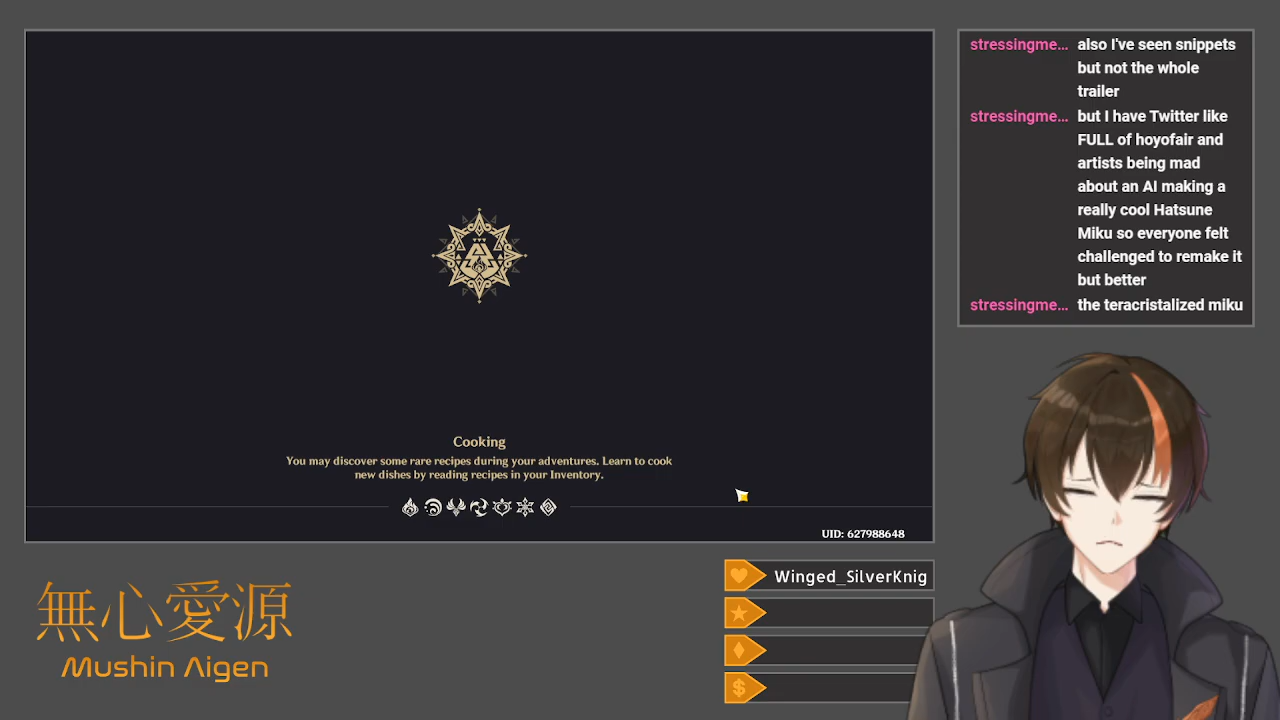 stressingme... also I've seen snippets
but not the whole
trailer
stressingme... but I have Twitter like
FULL of hoyofair and
artists being mad
about an AI making a
really cool Hatsune
Miku so everyone felt
challenged to remake it
but better
stressingme... the teracristalized miku
Cooking
You may discover some rare recipes during your adventures. Learn to cook
new dishes by reading recipes in your Inventory.
UID: 627988648
Winged_SilverKnig
無心愛源
Mushin Aigen
$